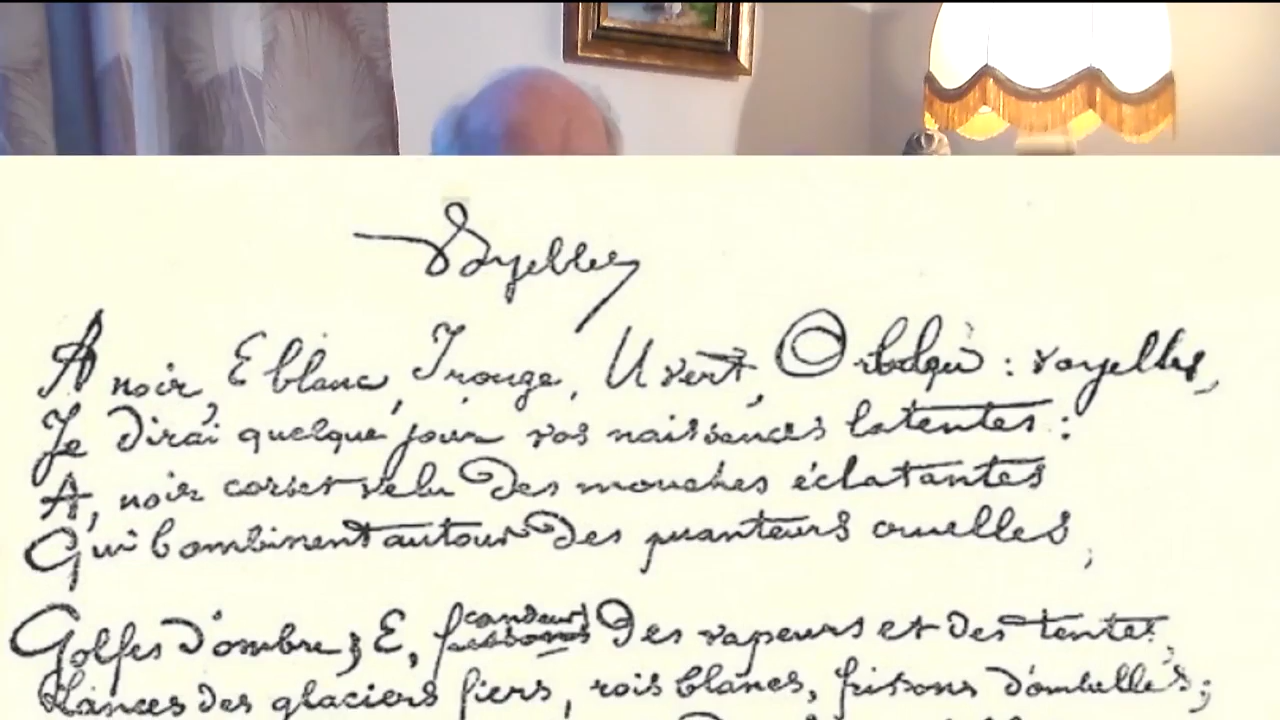 Voyelles
A noir, E blanc, I rouge, U vert, O bleu : voyelles,
Je dirai quelque jour vos naissances latentes :
A, noir corset velu des mouches éclatantes
Qui bombinent autour des puanteurs cruelles,
Golfes d'ombre ; E, frissons candeurs des vapeurs et des tentes,
Lances des glaciers fiers, rois blancs, frissons d'ombelles ;